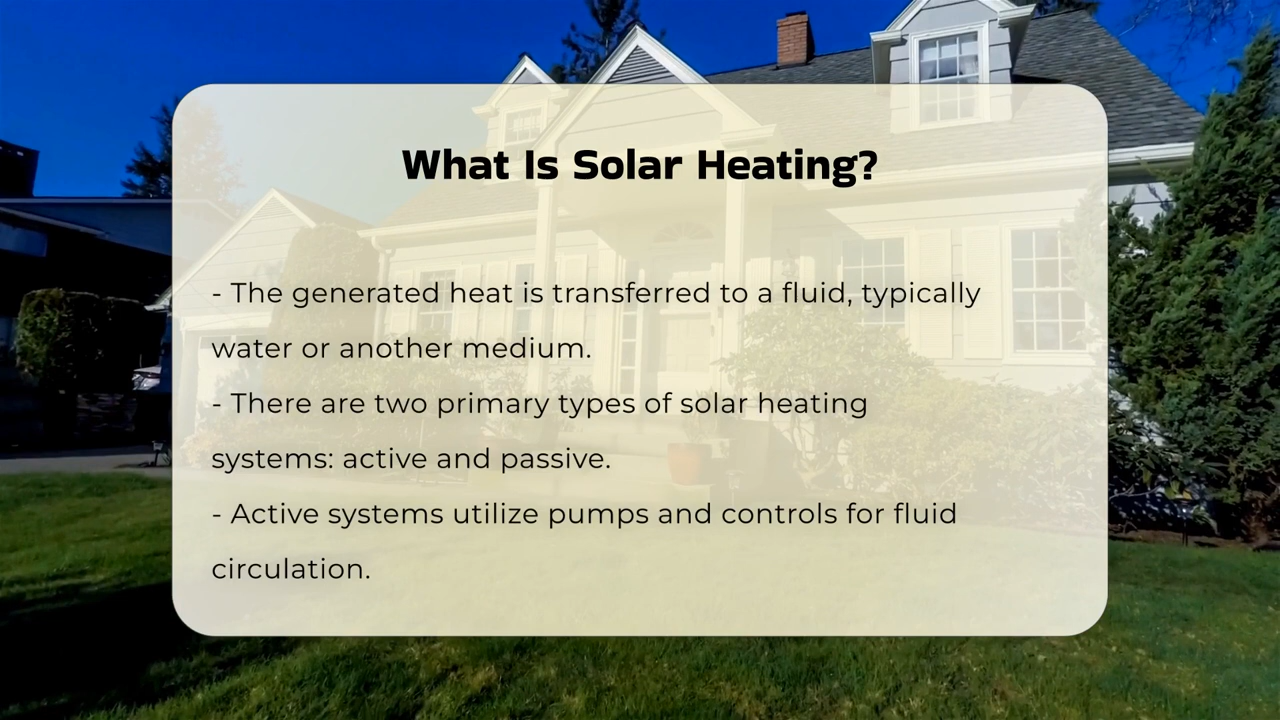 What Is Solar Heating?
- The generated heat is transferred to a fluid, typically
water or another medium.
- There are two primary types of solar heating
systems: active and passive.
- Active systems utilize pumps and controls for fluid
circulation.